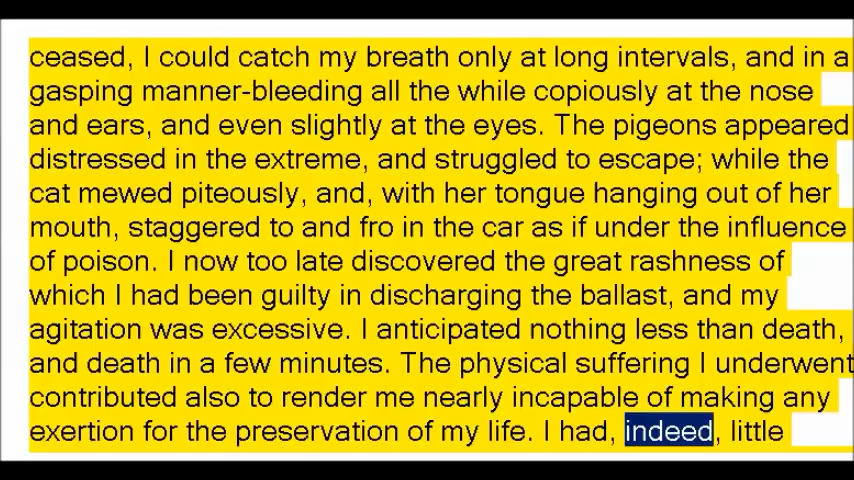 ceased, I could catch my breath only at long intervals, and in a
gasping manner-bleeding all the while copiously at the nose
and ears, and even slightly at the eyes. The pigeons appeared
distressed in the extreme, and struggled to escape; while the
cat mewed piteously, and, with her tongue hanging out of her
mouth, staggered to and fro in the car as if under the influence
of poison. I now too late discovered the great rashness of
which I had been guilty in discharging the ballast, and my
agitation was excessive. I anticipated nothing less than death,
and death in a few minutes. The physical suffering I underwent
contributed also to render me nearly incapable of making any
exertion for the preservation of my life. I had, indeed, little